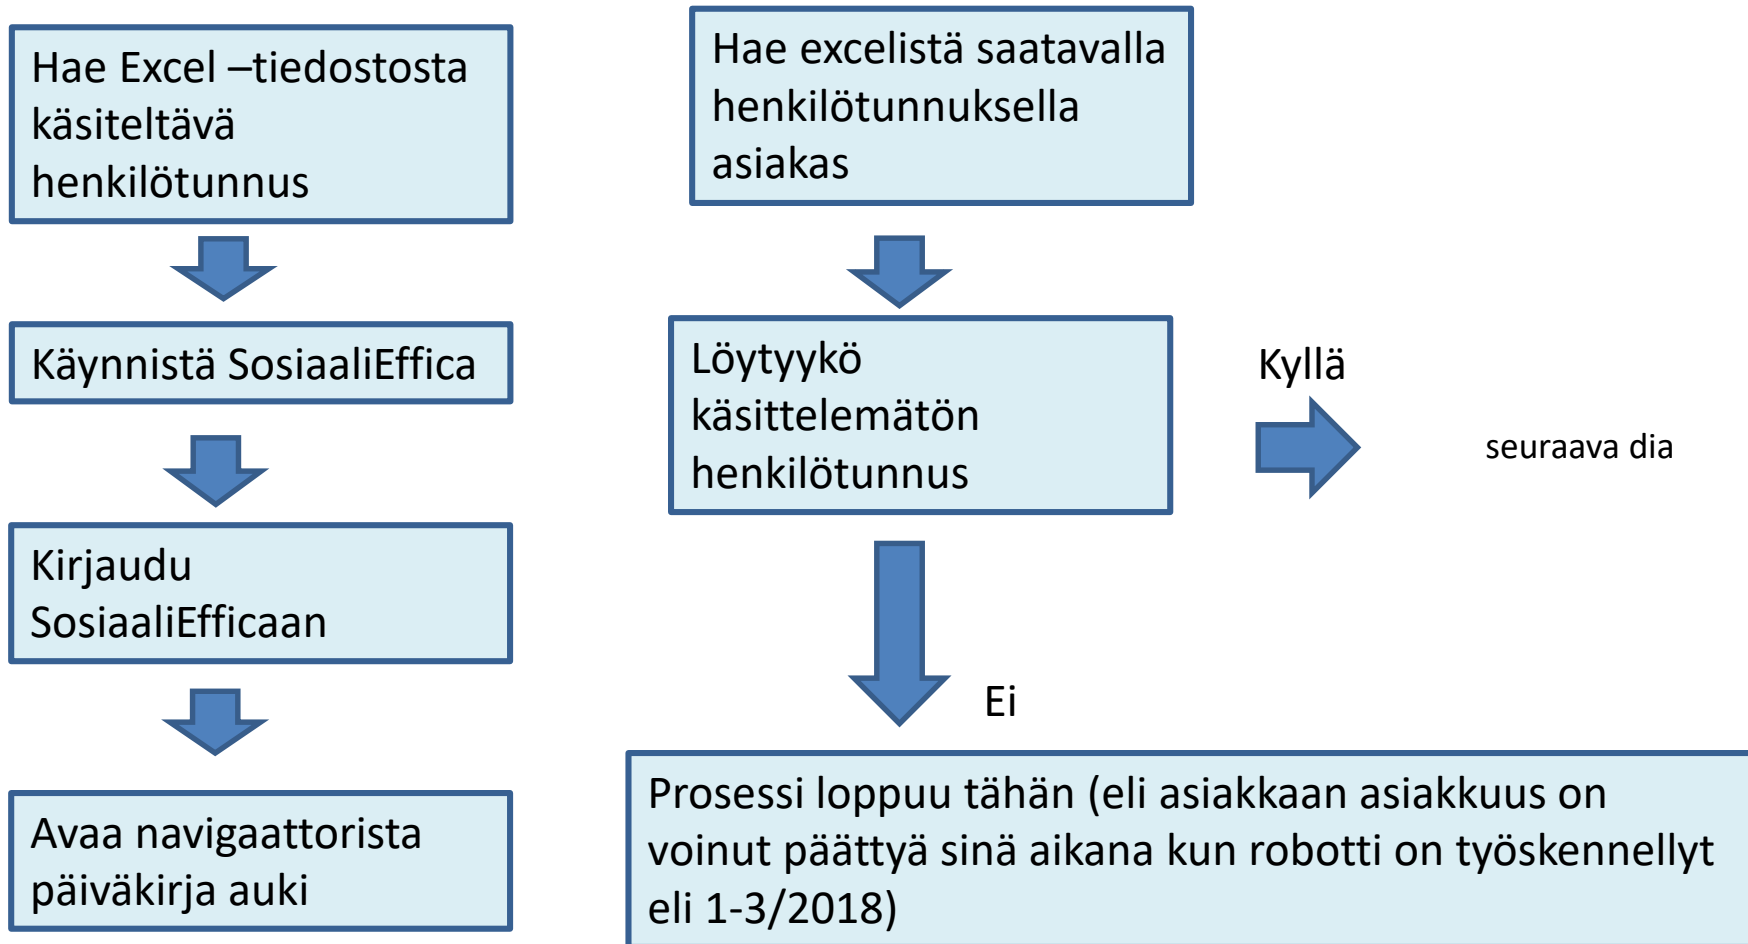 Hae Excel –tiedostosta
käsiteltävä
henkilötunnus
Käynnistä SosiaaliEffica
Kirjaudu
SosiaaliEfficaan
Avaa navigaattorista
päiväkirja auki
Hae excelistä saatavalla
henkilötunnuksella
asiakas
Löytyykö
käsittelemätön
henkilötunnus
Kyllä
seuraava dia
Ei
Prosessi loppuu tähän (eli asiakkaan asiakkuus on
voinut päättyä sinä aikana kun robotti on työskennellyt
eli 1-3/2018)